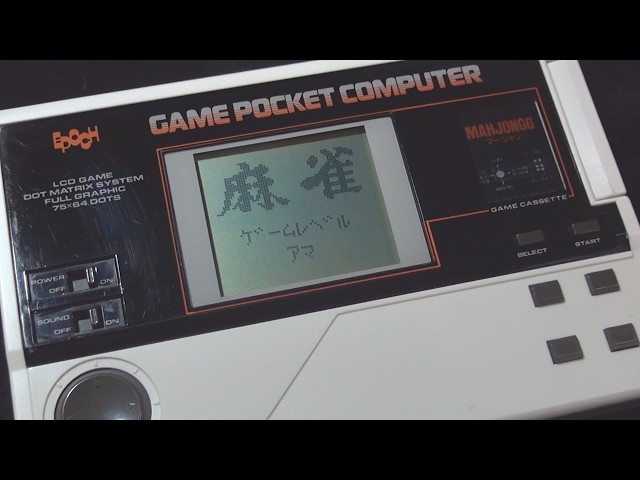 GAME POCKET COMPUTER
EPOCH
LCD GAME
DOT MATRIX SYSTEM
FULL GRAPHIC
75×64 DOTS
麻雀
ゲームレベル
アマ
MAHJONGG
マージャン
GAME CASSETTE
SELECT
START
POWER
OFF ON
SOUND
OFF ON